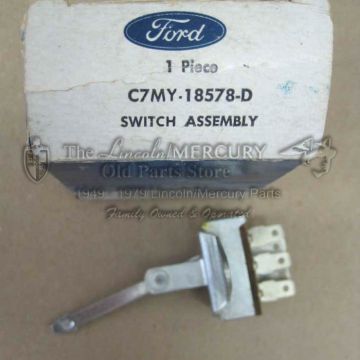 Ford
1 Piece
C7MY-18578-D
SWITCH ASSEMBLY
The Lincoln/MERCURY
Old Parts Store
1949 - 1979 Lincoln/Mercury Parts
Family Owned & Operated